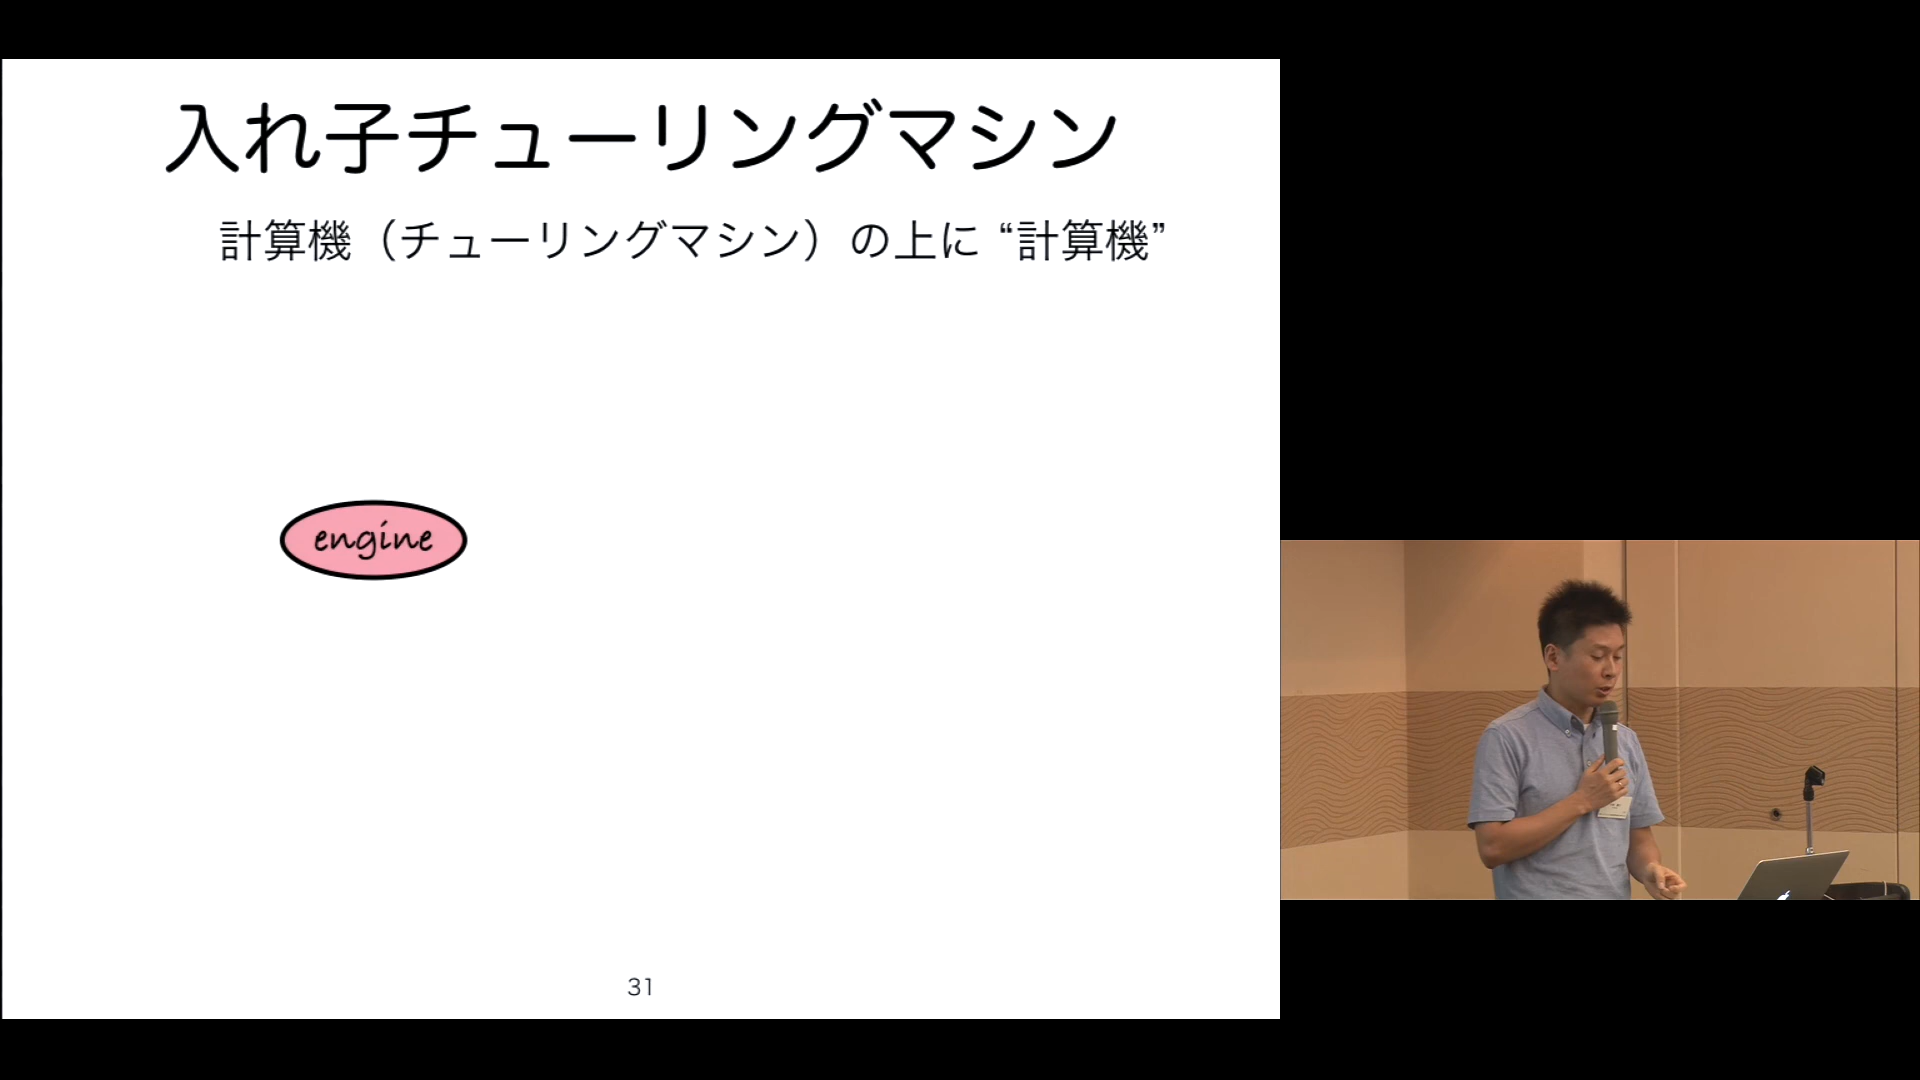 入れ子チューリングマシン
計算機（チューリングマシン）の上に “計算機”
engine
31